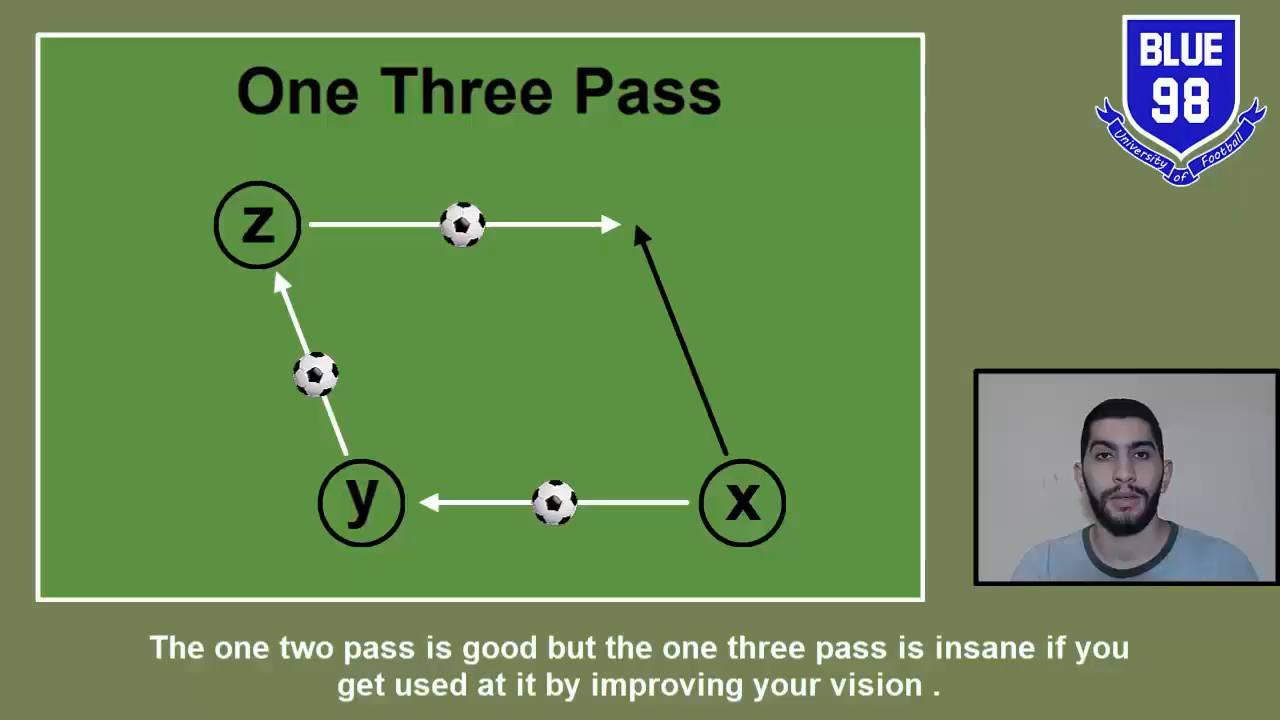 One Three Pass
BLUE
98
University of Football
z
y
x
The one two pass is good but the one three pass is insane if you
get used at it by improving your vision .